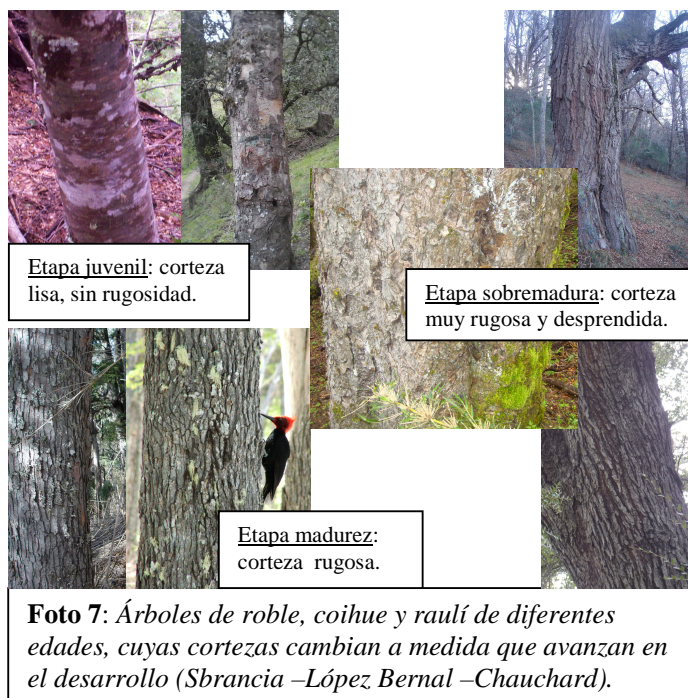 Etapa juvenil: corteza
lisa, sin rugosidad.
Etapa sobremadura: corteza
muy rugosa y desprendida.
Etapa madurez:
corteza rugosa.
Foto 7: Árboles de roble, coihue y raulí de diferentes
edades, cuyas cortezas cambian a medida que avanzan en
el desarrollo (Sbrancia –López Bernal –Chauchard).